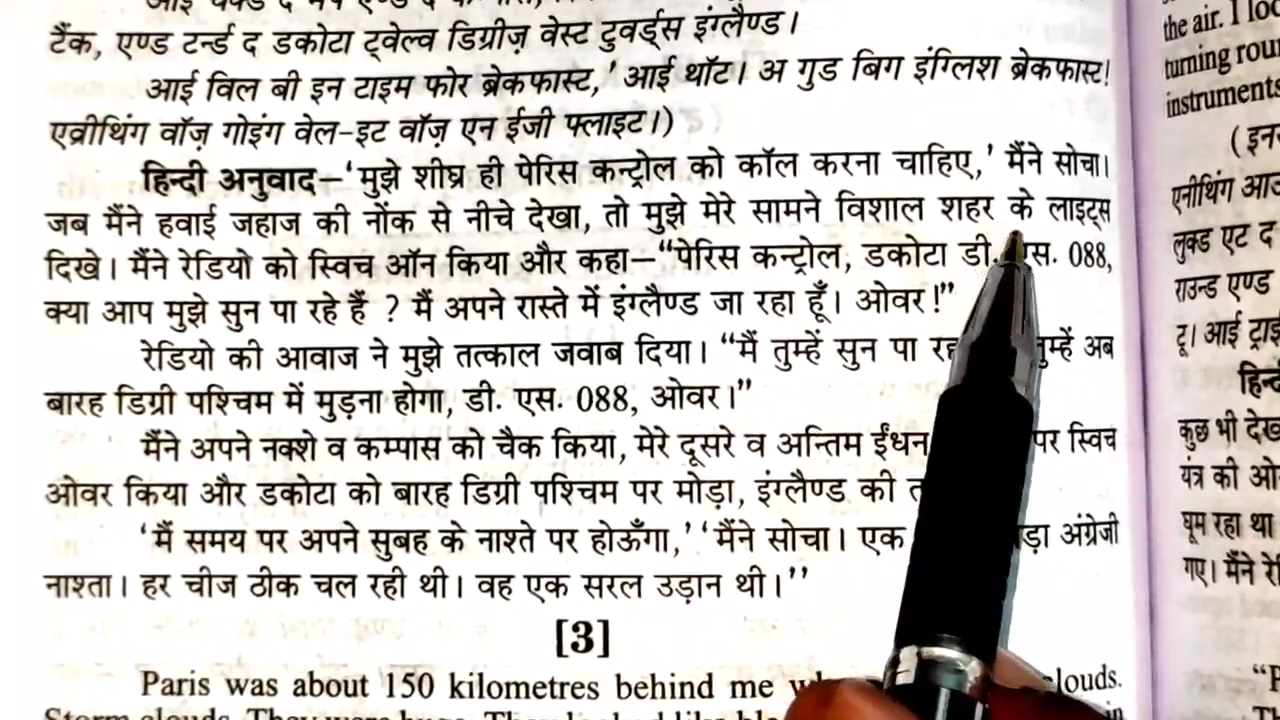 टैंक, एण्ड टर्न्ड द डकोटा ट्वेल्व डिग्रीज़ वेस्ट टुवर्ड्स इंग्लैण्ड।
आई विल बी इन टाइम फोर ब्रेकफास्ट,' आई थॉट। अ गुड बिग इंग्लिश ब्रेकफास्ट!
एव्रीथिंग वॉज़ गोइंग वेल-इट वॉज़ एन ईजी फ्लाइट।)
हिन्दी अनुवाद–'मुझे शीघ्र ही पेरिस कन्ट्रोल को कॉल करना चाहिए,' मैंने सोचा।
जब मैंने हवाई जहाज की नोंक से नीचे देखा, तो मुझे मेरे सामने विशाल शहर के लाइट्स
दिखे। मैंने रेडियो को स्विच ऑन किया और कहा–"पेरिस कन्ट्रोल, डकोटा डी. एस. 088,
क्या आप मुझे सुन पा रहे हैं ? मैं अपने रास्ते में इंग्लैण्ड जा रहा हूँ। ओवर!"
रेडियो की आवाज ने मुझे तत्काल जवाब दिया। "मैं तुम्हें सुन पा तुम्हें अब
बारह डिग्री पश्चिम में मुड़ना होगा, डी. एस. 088, ओवर।"
मैंने अपने नक्शे व कम्पास को चैक किया, मेरे दूसरे व अन्तिम ईंधन पर स्विच
ओवर किया और डकोटा को बारह डिग्री पश्चिम पर मोड़ा, इंग्लैण्ड की
'मैं समय पर अपने सुबह के नाश्ते पर होऊँगा,' 'मैंने सोचा। एक अंग्रेजी
नाश्ता। हर चीज ठीक चल रही थी। वह एक सरल उड़ान थी।''
[3]
Paris was about 150 kilometres behind me clouds.
the air. I
turning
instruments
एनीथिंग
लुक्ड एट द
राउन्ड एण्ड
टू। आई
कुछ भी
यंत्र की
घूम रहा था
गए। मैंने